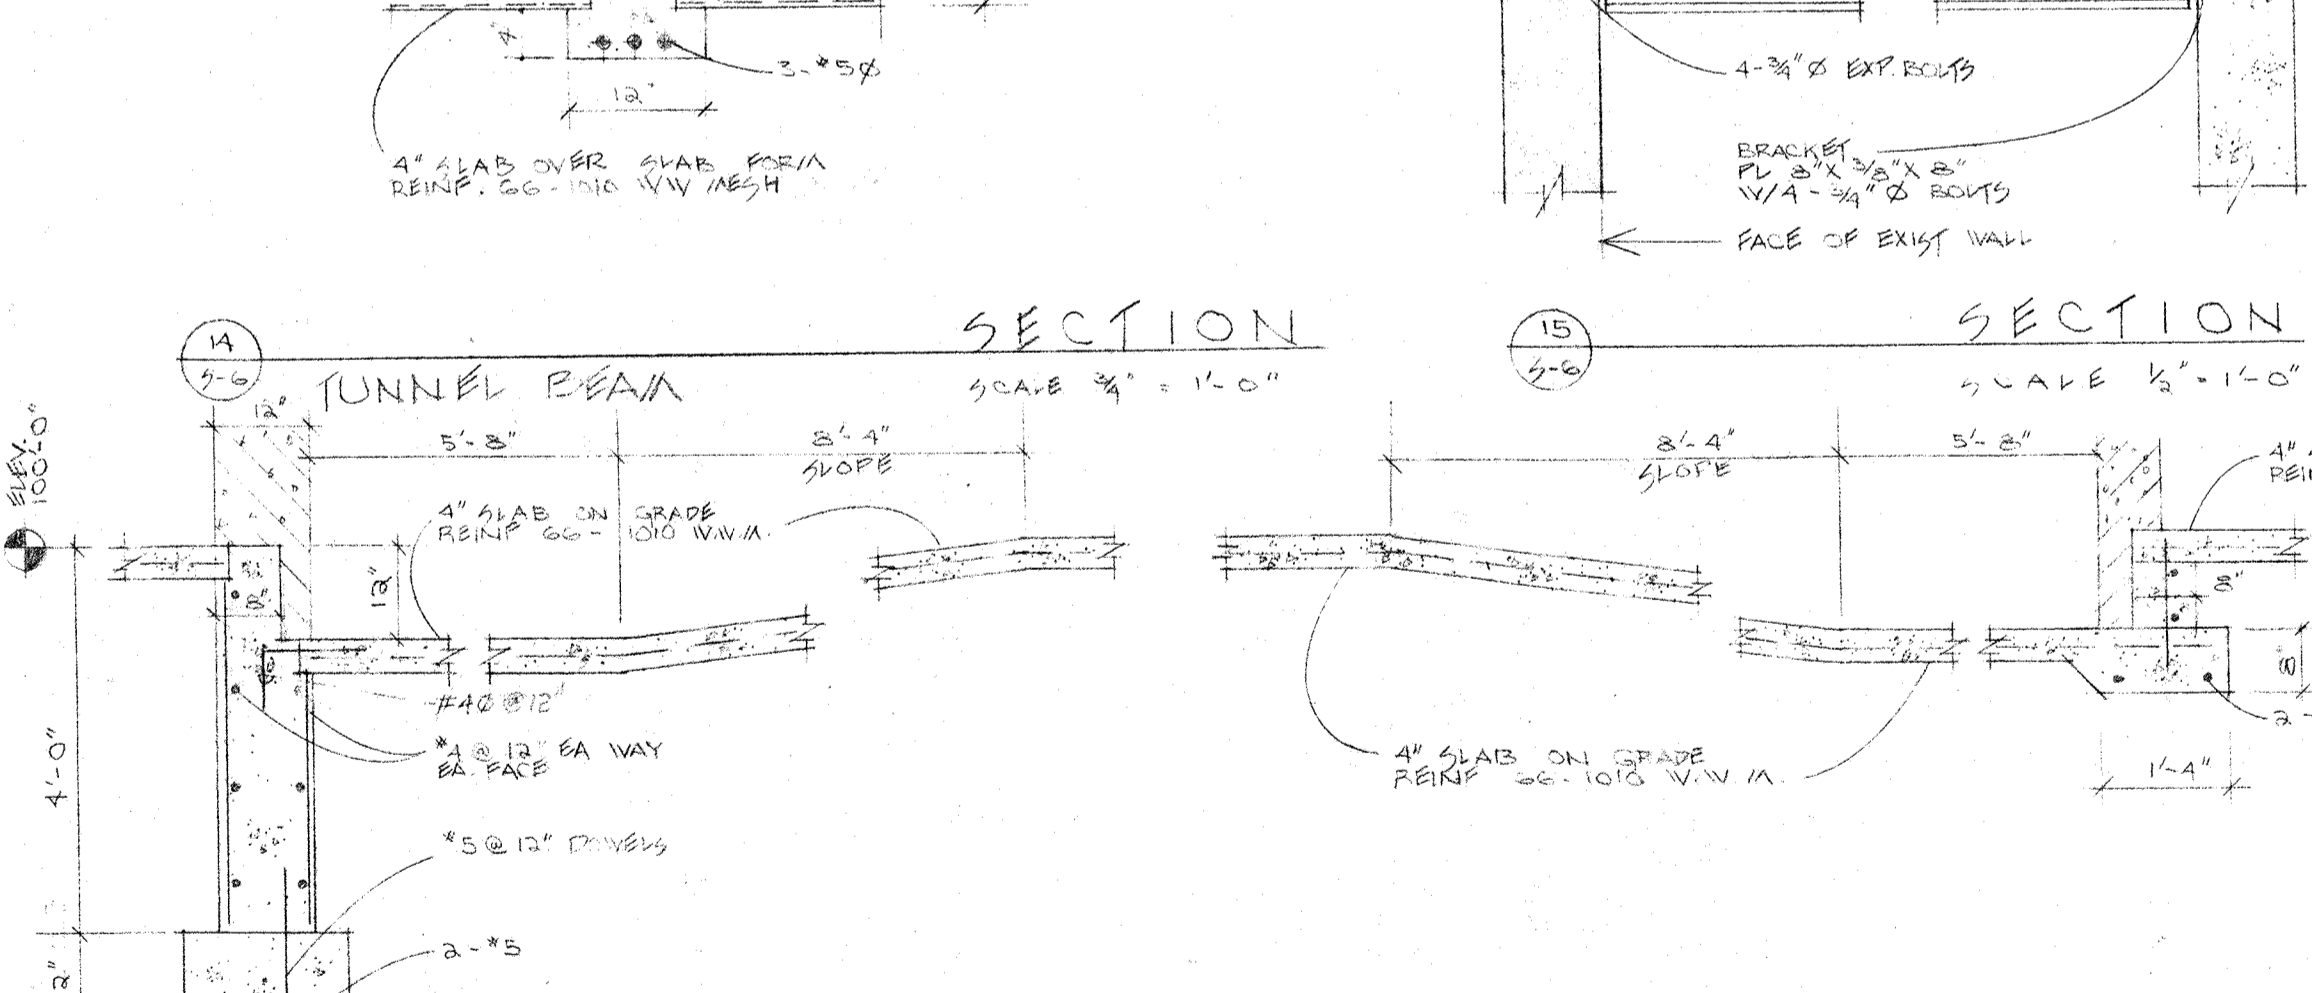 4"
3-#5Ø
12"
4" SLAB OVER SLAB FORM
REINF. 66-1010 WW MESH
4-3/4" Ø EXP. BOLTS
BRACKET
PL 8" X 3/8" X 8"
W/4-3/4" Ø BOLTS
FACE OF EXIST WALL
14
S-6
SECTION
TUNNEL BEAM
SCALE 3/4" = 1'-0"
15
S-6
SECTION
SCALE 1/2" = 1'-0"
ELEV.
100'-0"
12"
5'-8"
8'-4"
SLOPE
8'-4"
SLOPE
5'-8"
4"
4" SLAB ON GRADE
REINF 66-1010 W.W.M.
12"
8"
8"
8"
#4Ø @ 12"
#4 @ 12" EA WAY
EA. FACE
4'-0"
4" SLAB ON GRADE
REINF 66-1010 W.W.M.
2-
1'-4"
#5 @ 12" DOWELS
2-#5
2"